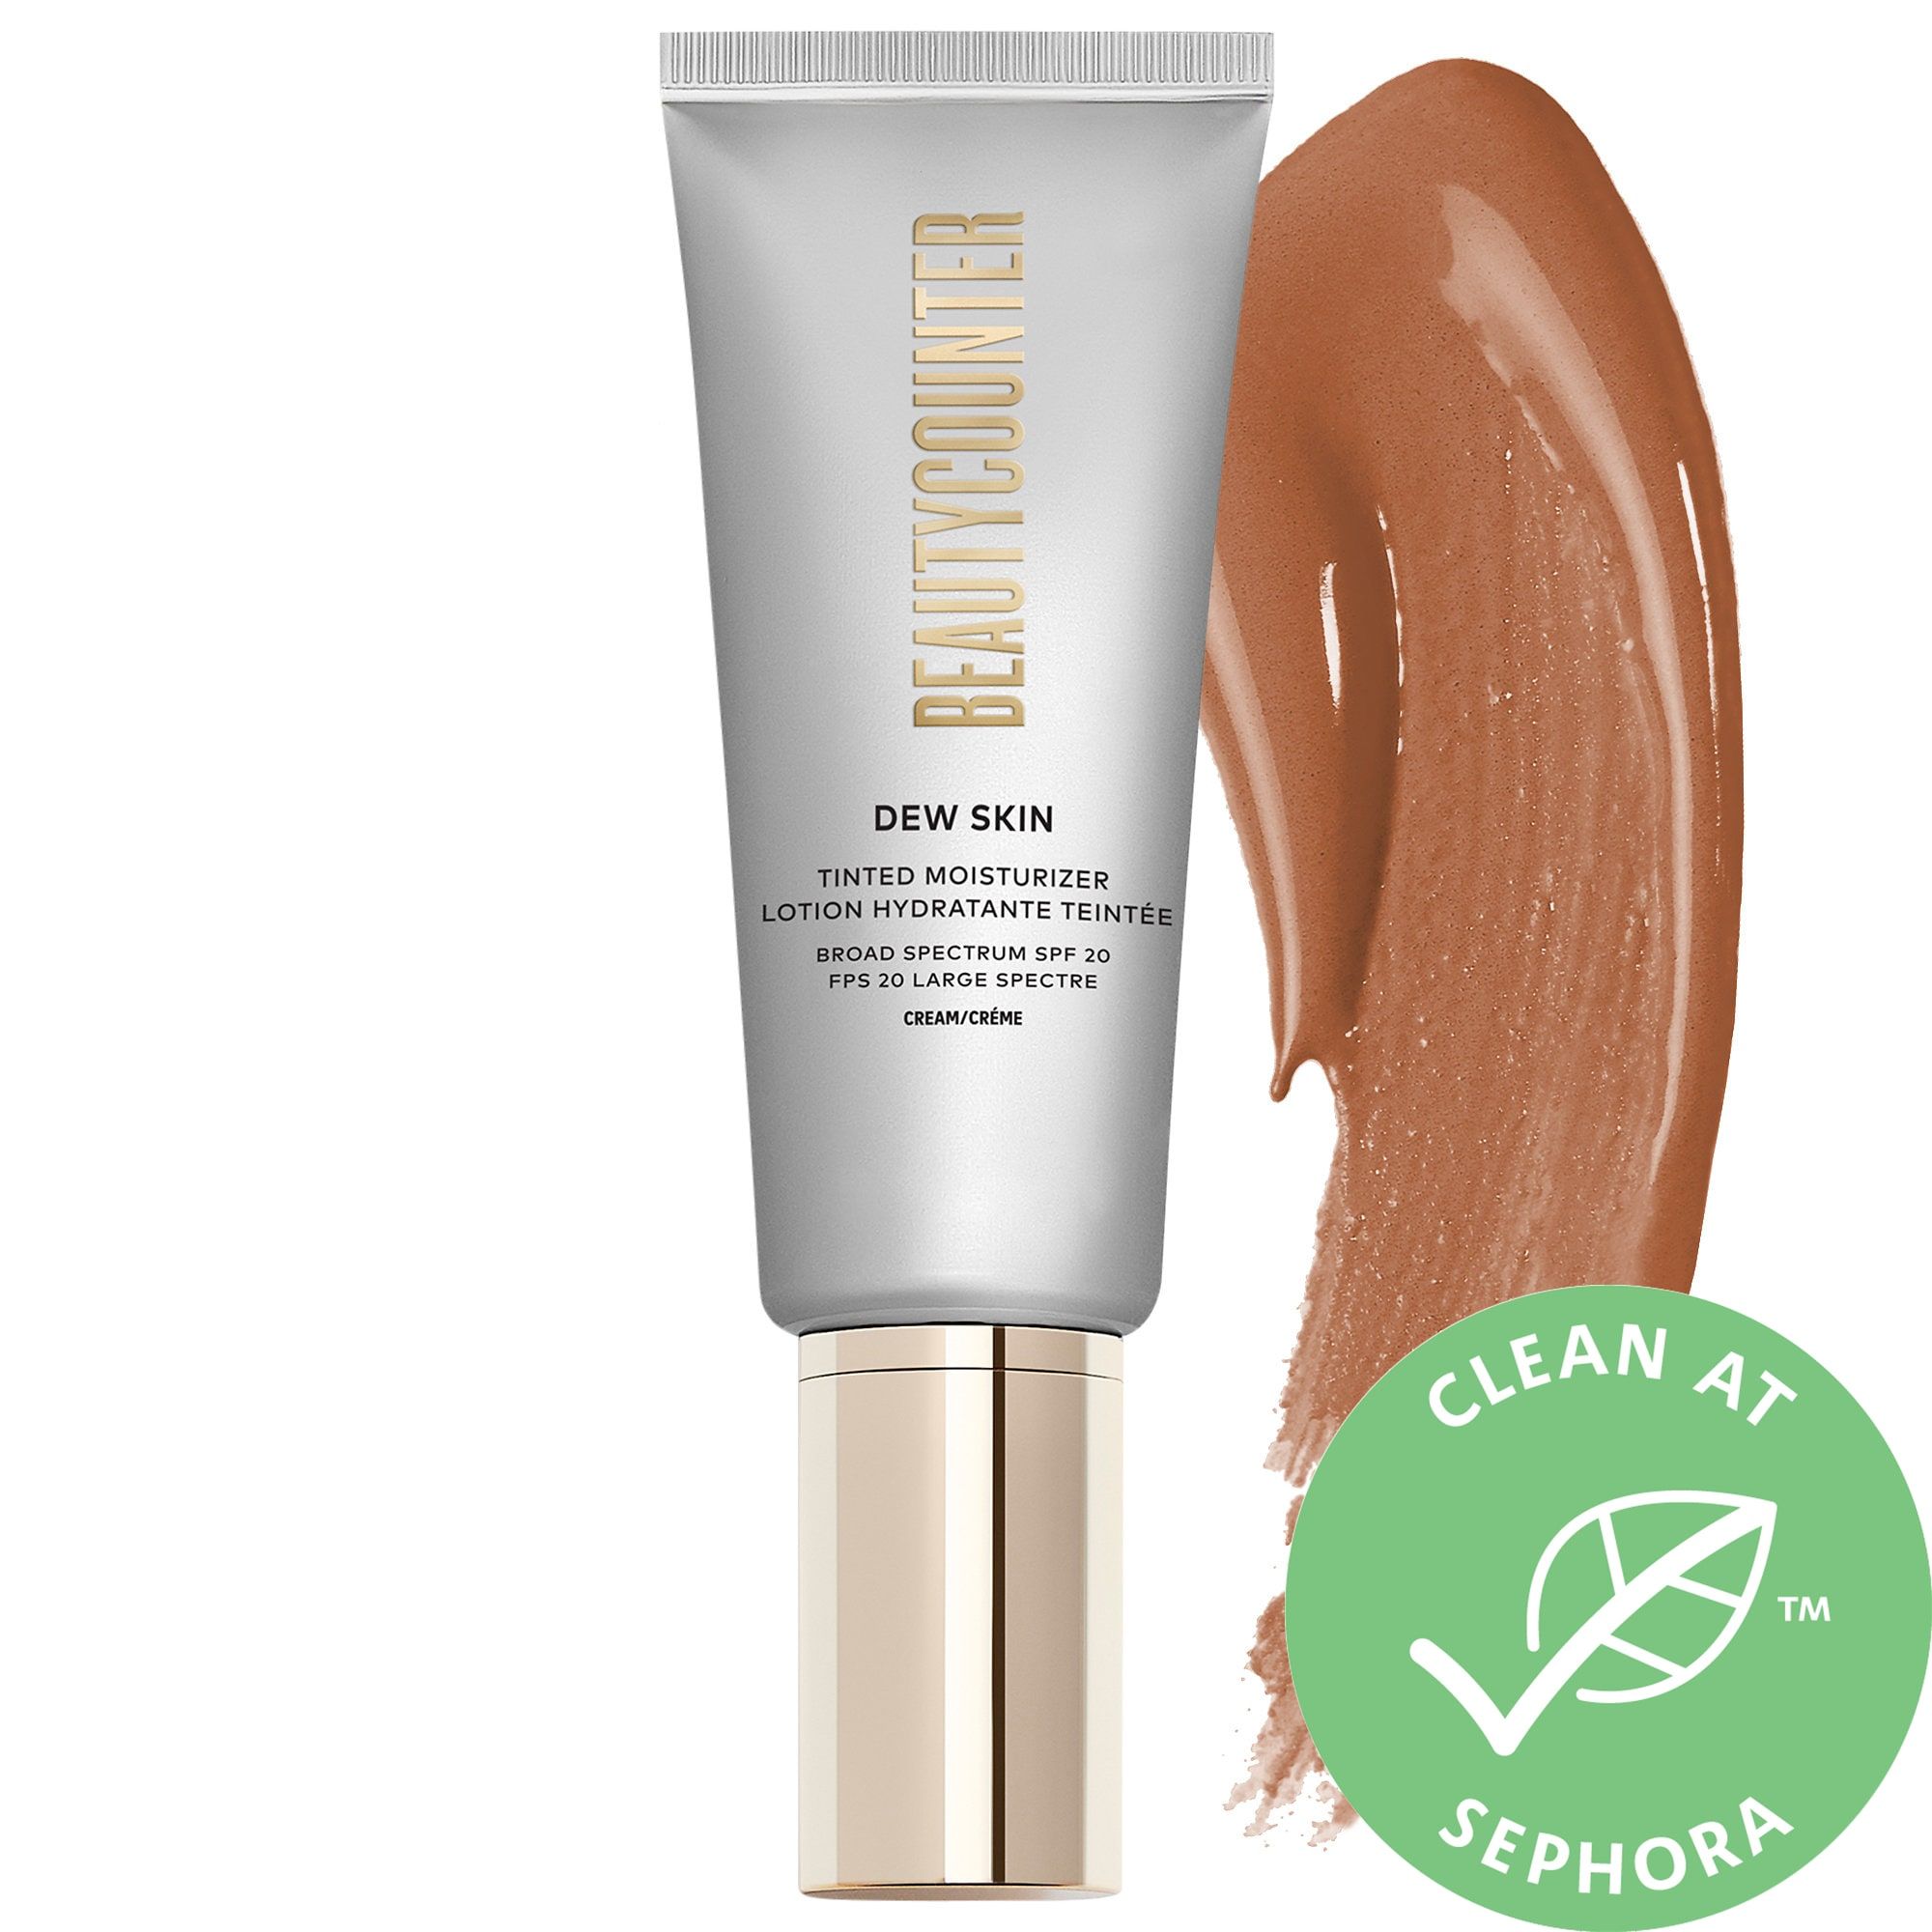 BEAUTYCOUNTER
DEW SKIN
TINTED MOISTURIZER
LOTION HYDRATANTE TEINTÉE
BROAD SPECTRUM SPF 20
FPS 20 LARGE SPECTRE
CREAM/CRÉME
CLEAN AT
TM
SEPHORA